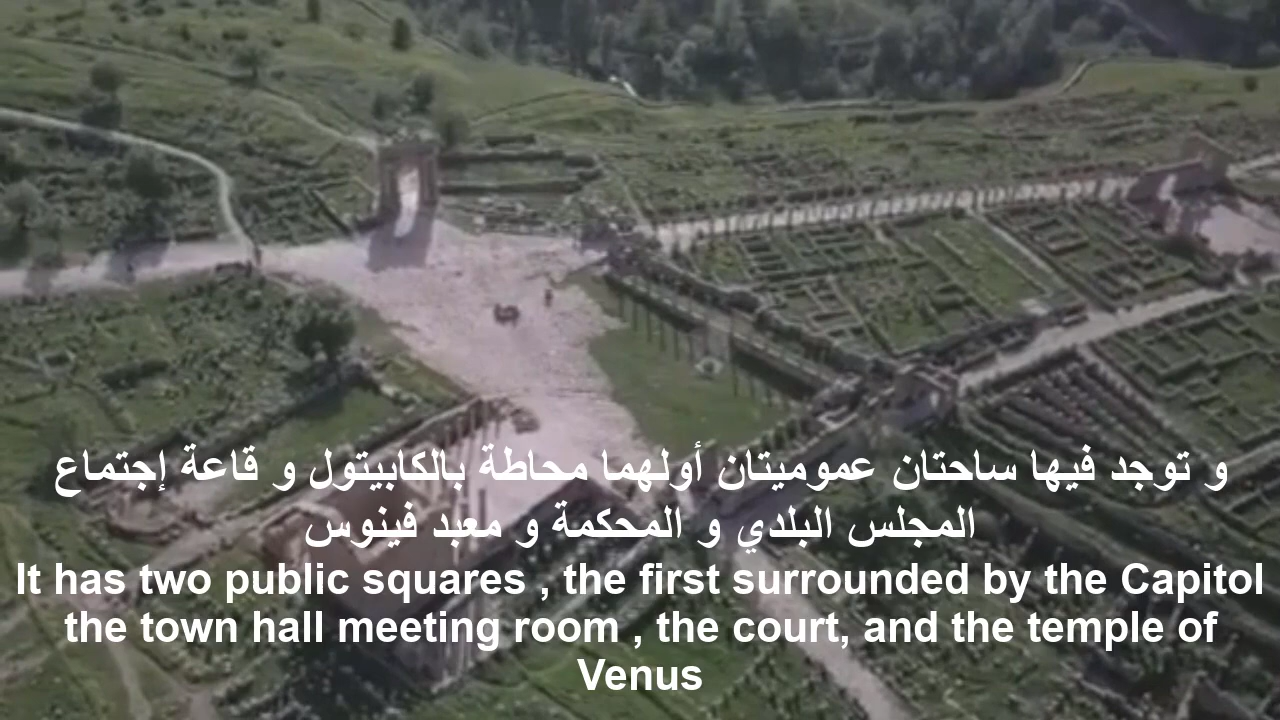 و توجد فيها ساحتان عموميتان أولهما محاطة بالكابيتول و قاعة إجتماع
المجلس البلدي و المحكمة و معبد فينوس
It has two public squares , the first surrounded by the Capitol
the town hall meeting room , the court, and the temple of
Venus